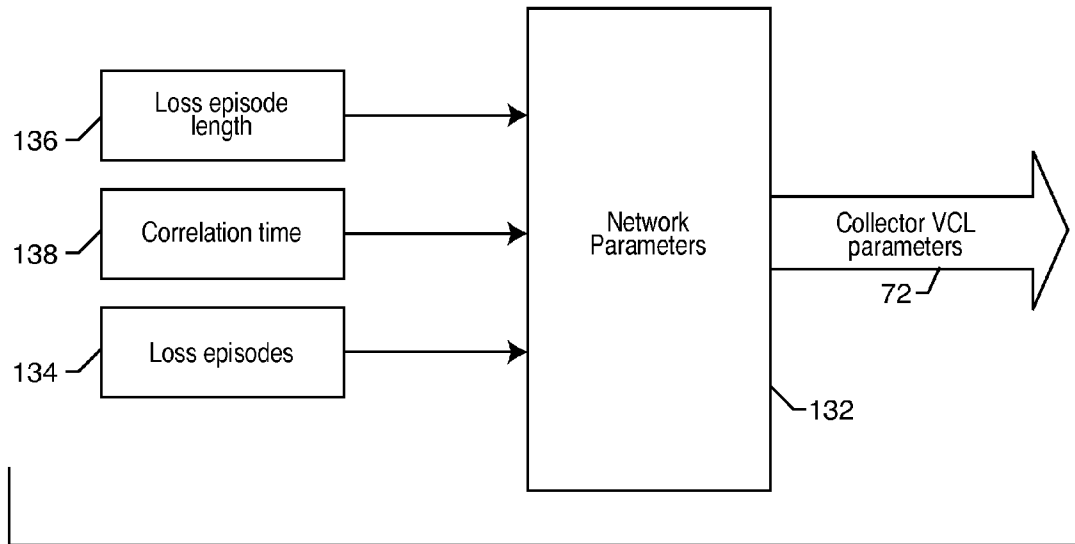 Loss episode
length
136
Correlation time
138
Loss episodes
134
Network
Parameters
132
Collector VCL
parameters
72